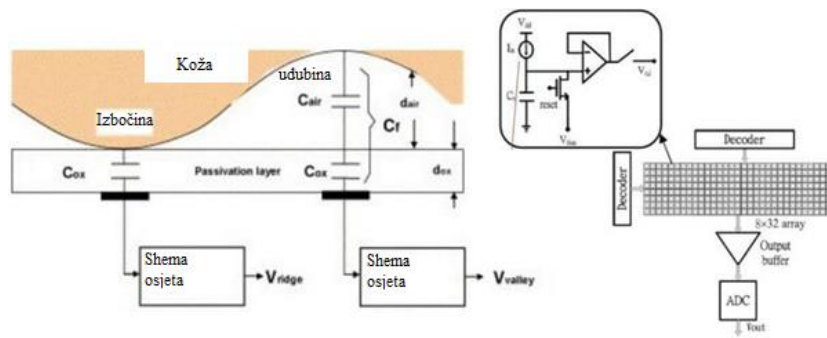 Koža
udubina
Izbočina
Cair
dair
Cf
Cox
Passivation layer
Cox
dox
Shema
osjeta
Vridge
Shema
osjeta
Vvalley
Vdd
reset
Decoder
Decoder
8×32 array
Output
buffer
ADC
Vout